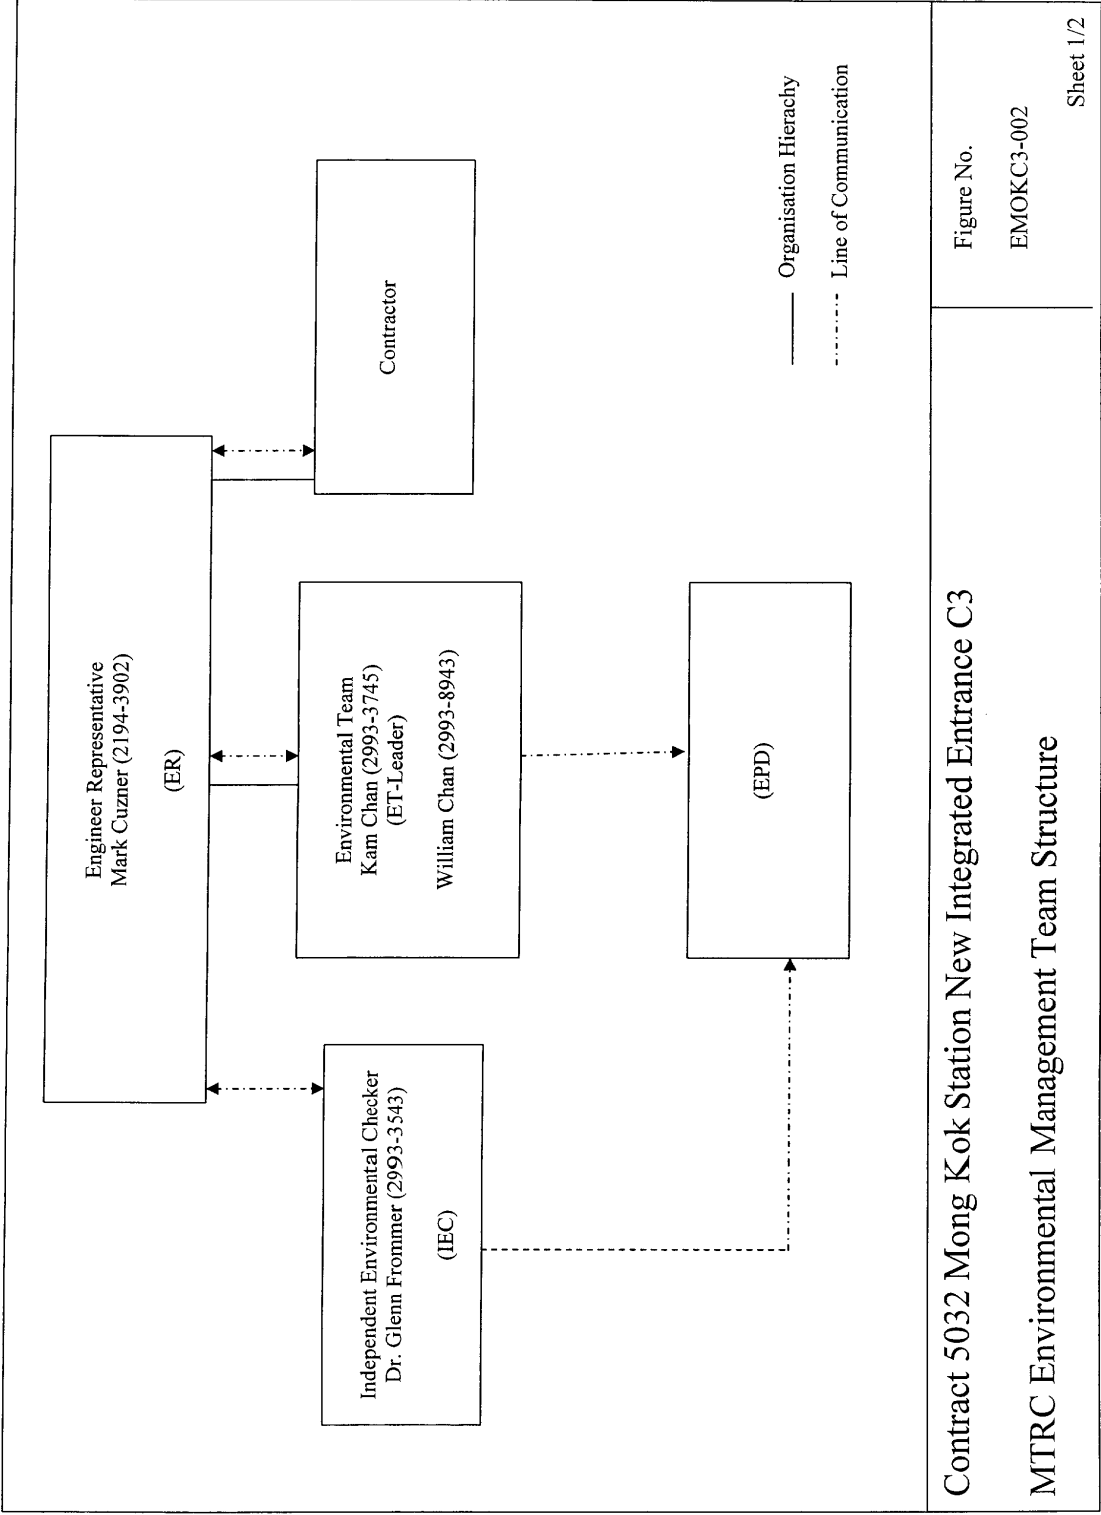 Engineer Representative
Mark Cuzner (2194-3902)
(ER)
Independent Environmental Checker
Dr. Glenn Frommer (2993-3543)
(IEC)
Environmental Team
Kam Chan (2993-3745)
(ET-Leader)
William Chan (2993-8943)
Contractor
(EPD)
Organisation Hierachy
Line of Communication
Contract 5032 Mong Kok Station New Integrated Entrance C3
MTRC Environmental Management Team Structure
Figure No.
EMOKC3-002
Sheet 1/2